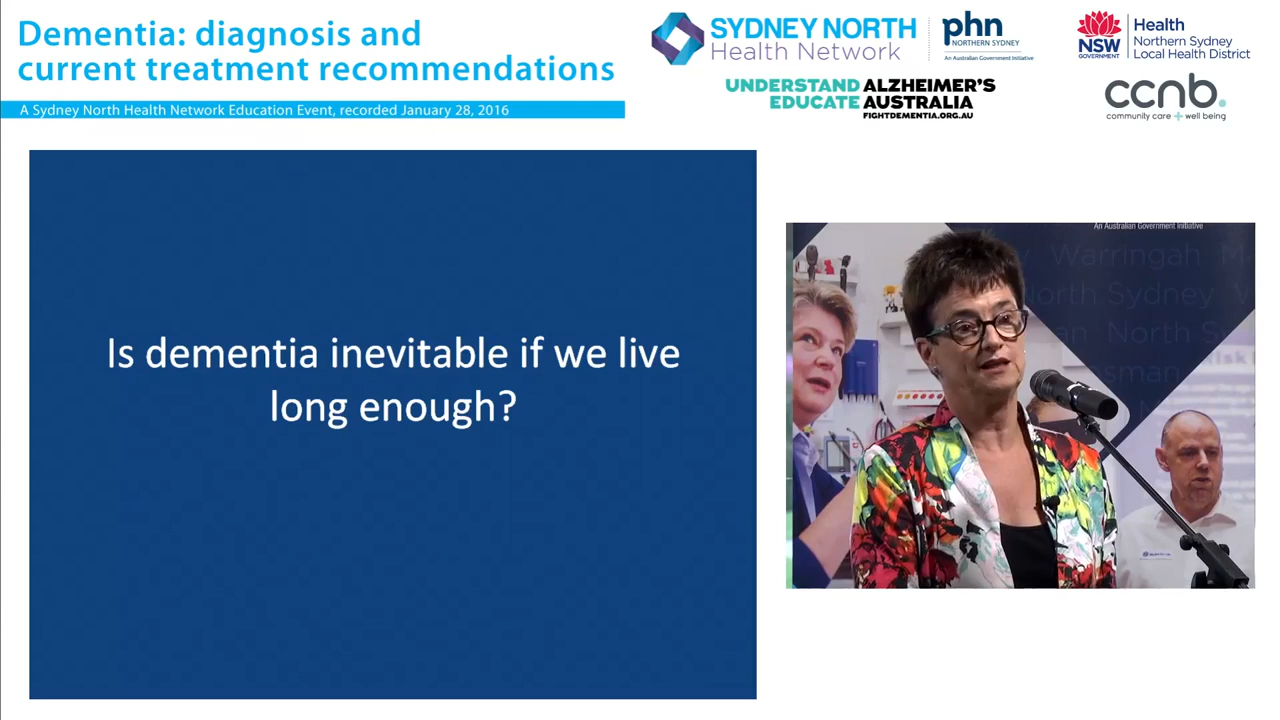 Dementia: diagnosis and
current treatment recommendations
A Sydney North Health Network Education Event, recorded January 28, 2016
SYDNEY NORTH
Health Network
phn
NORTHERN SYDNEY
An Australian Government Initiative
NSW
GOVERNMENT
Health
Northern Sydney
Local Health District
UNDERSTAND ALZHEIMER'S
EDUCATE AUSTRALIA
FIGHTDEMENTIA.ORG.AU
ccnb.
community care + well being
Is dementia inevitable if we live
long enough?
An Australian Government Initiative
Warringah
North Sydney
North